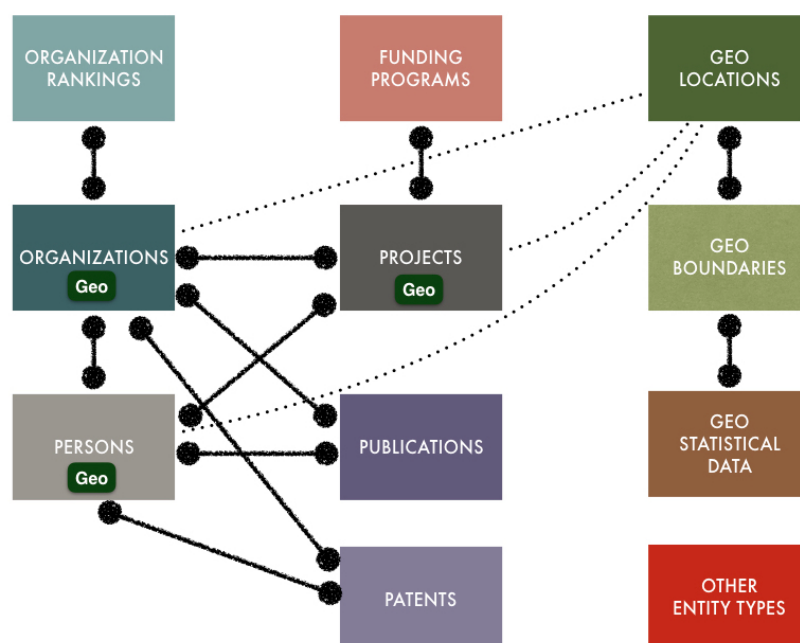 ORGANIZATION
RANKINGS
FUNDING
PROGRAMS
GEO
LOCATIONS
ORGANIZATIONS
Geo
PROJECTS
Geo
GEO
BOUNDARIES
PERSONS
Geo
PUBLICATIONS
GEO
STATISTICAL
DATA
PATENTS
OTHER
ENTITY TYPES